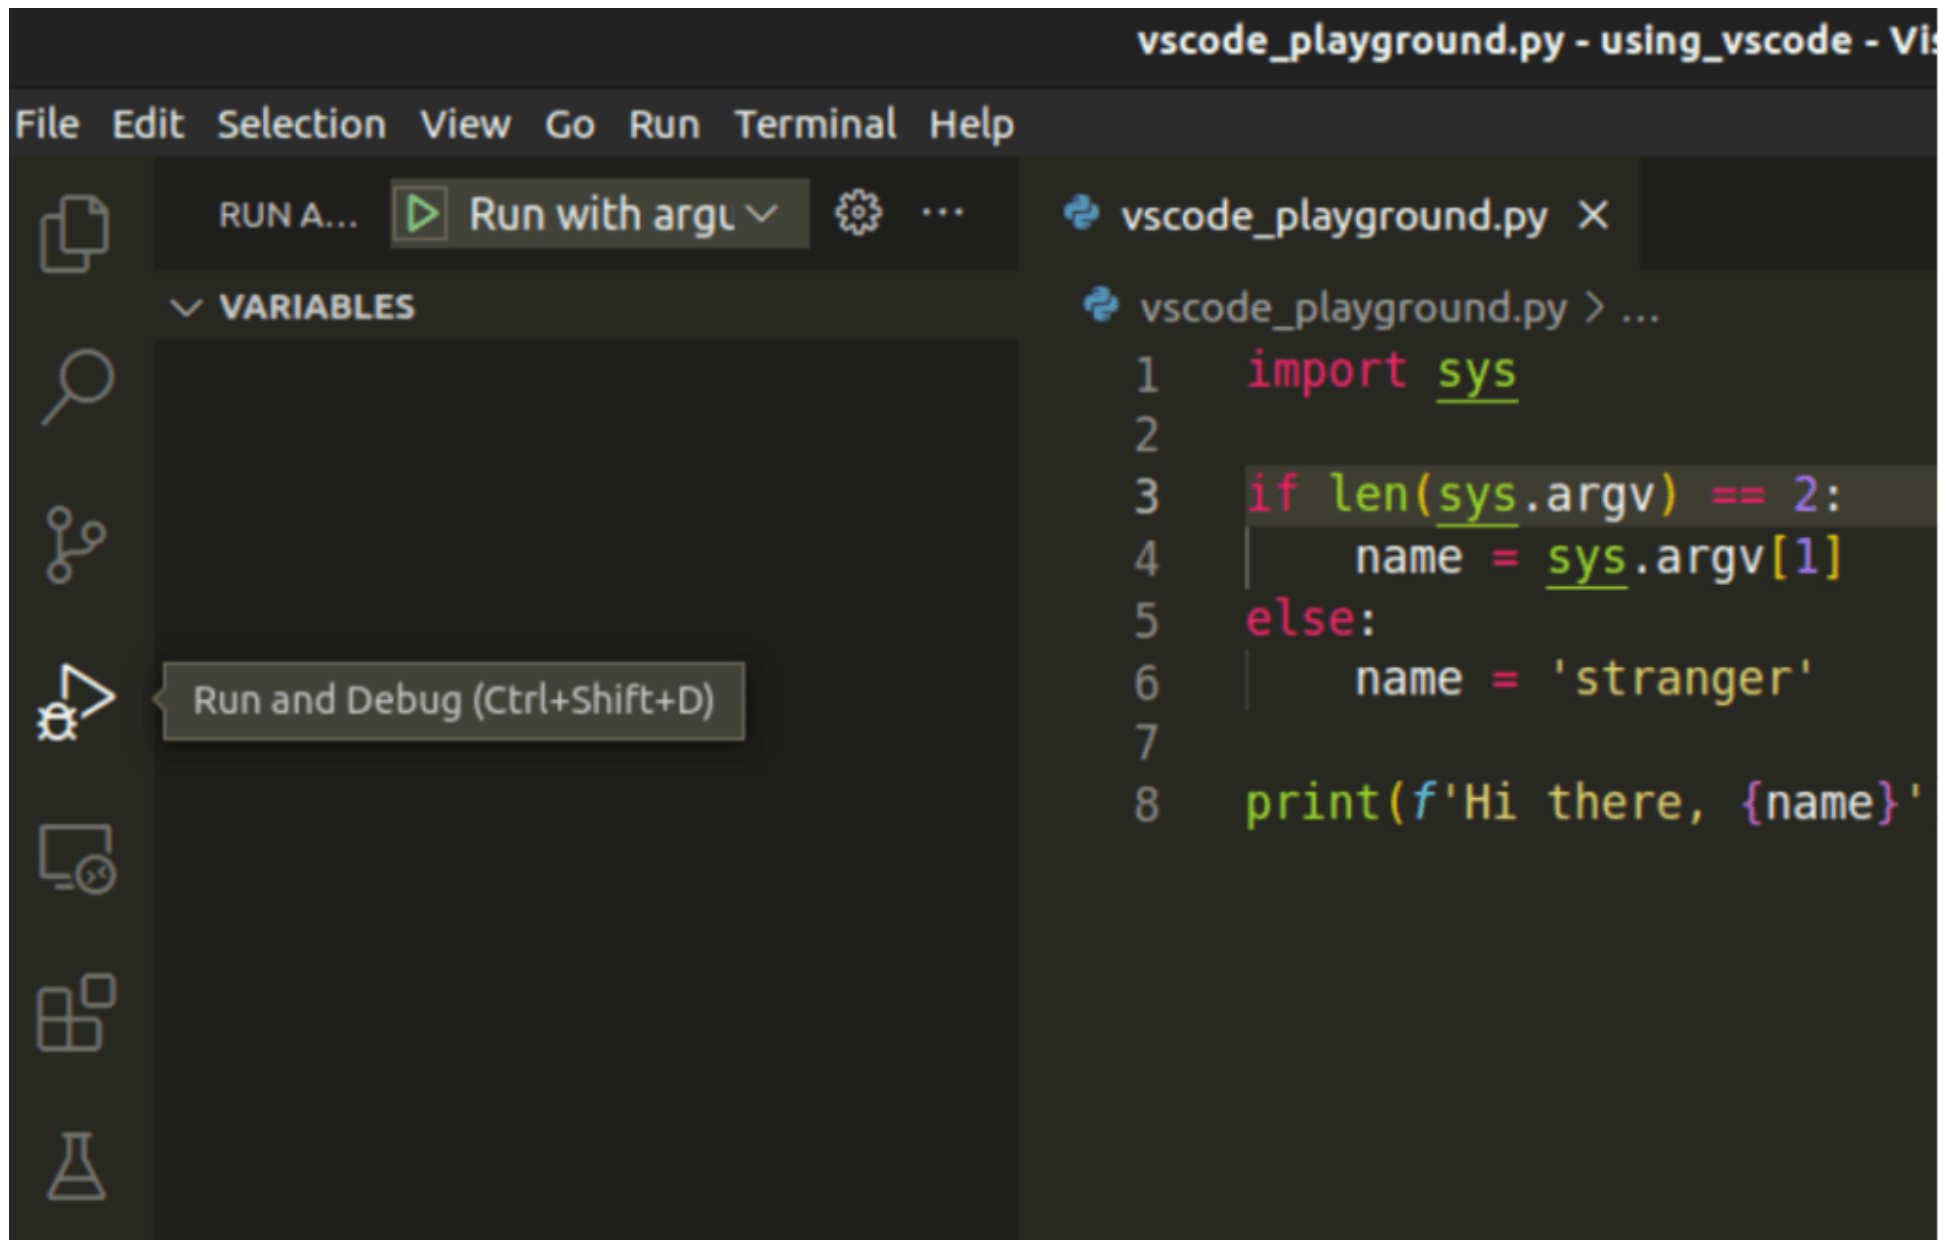 vscode_playground.py - using_vscode - Vis
File Edit Selection View Go Run Terminal Help
RUN A... Run with argu ...
vscode_playground.py
VARIABLES
vscode_playground.py > ...
1 import sys
2
3 if len(sys.argv) == 2:
4 name = sys.argv[1]
5 else:
6 name = 'stranger'
7
8 print(f'Hi there, {name}'
Run and Debug (Ctrl+Shift+D)